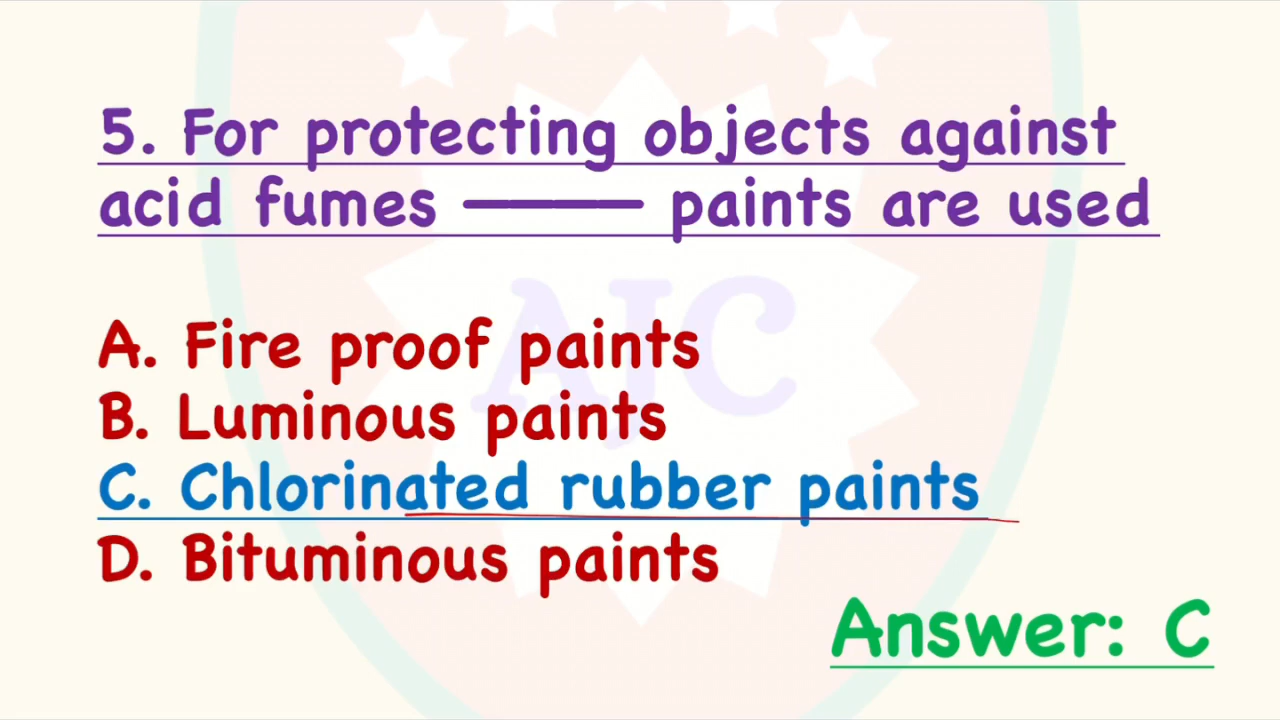 5. For protecting objects against
acid fumes ——— paints are used
AJC
A. Fire proof paints
B. Luminous paints
C. Chlorinated rubber paints
D. Bituminous paints
Answer: C